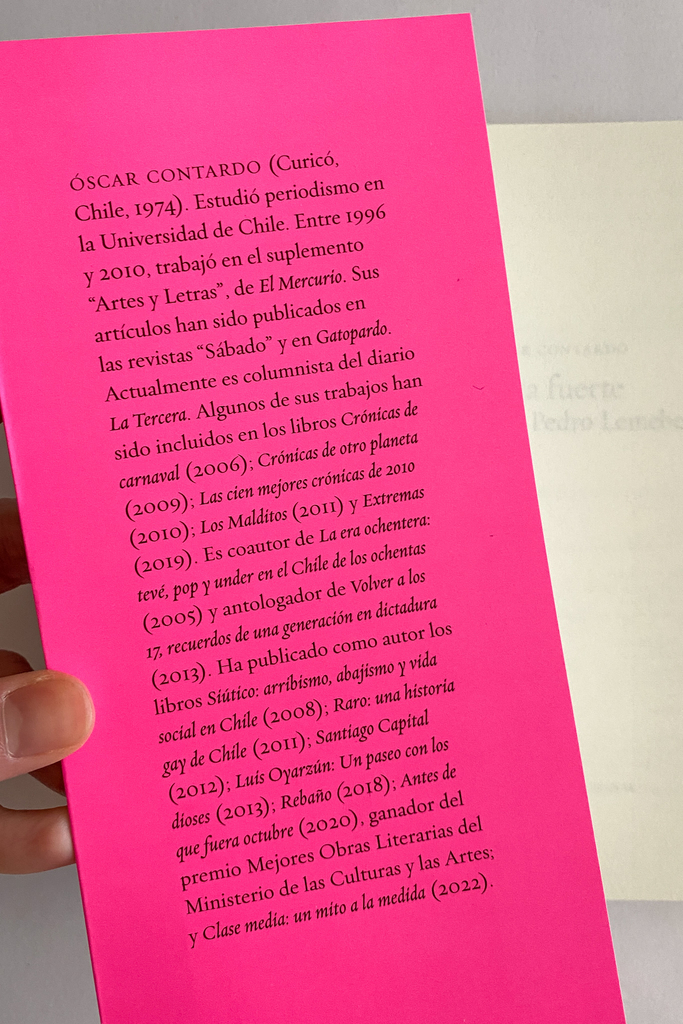 ÓSCAR CONTARDO (Curicó,
Chile, 1974). Estudió periodismo en
la Universidad de Chile. Entre 1996
y 2010, trabajó en el suplemento
“Artes y Letras”, de El Mercurio. Sus
artículos han sido publicados en
las revistas “Sábado” y en Gatopardo.
Actualmente es columnista del diario
La Tercera. Algunos de sus trabajos han
sido incluidos en los libros Crónicas de
carnaval (2006); Crónicas de otro planeta
(2009); Las cien mejores crónicas de 2010
(2010); Los Malditos (2011) y Extremas
(2019). Es coautor de La era ochentera:
tevé, pop y under en el Chile de los ochentas
(2005) y antologador de Volver a los
17, recuerdos de una generación en dictadura
(2013). Ha publicado como autor los
libros Siútico: arribismo, abajismo y vida
social en Chile (2008); Raro: una historia
gay de Chile (2011); Santiago Capital
(2012); Luis Oyarzún: Un paseo con los
dioses (2013); Rebaño (2018); Antes de
que fuera octubre (2020), ganador del
premio Mejores Obras Literarias del
Ministerio de las Culturas y las Artes;
y Clase media: un mito a la medida (2022).
CONTARDO
fuerte
Pedro